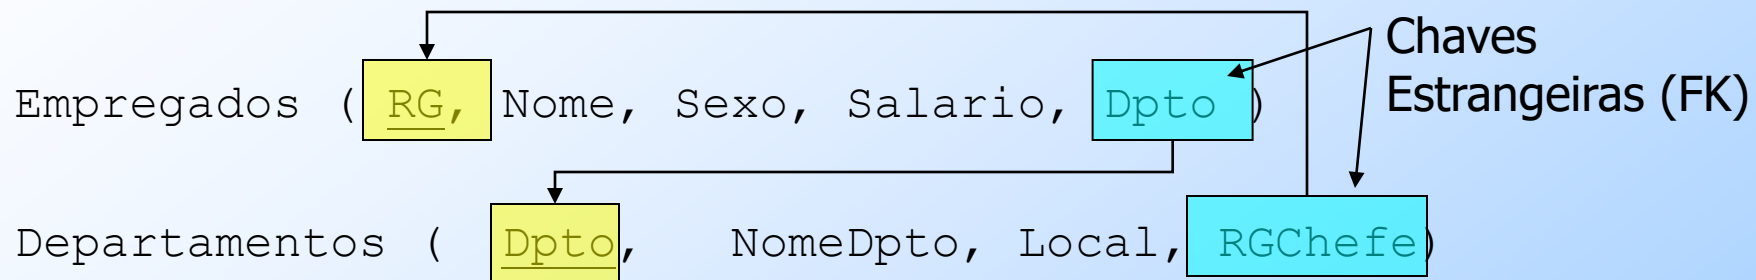 Chaves
Estrangeiras (FK)
Empregados ( RG, Nome, Sexo, Salario, Dpto )
Departamentos ( Dpto, NomeDpto, Local, RGChefe)